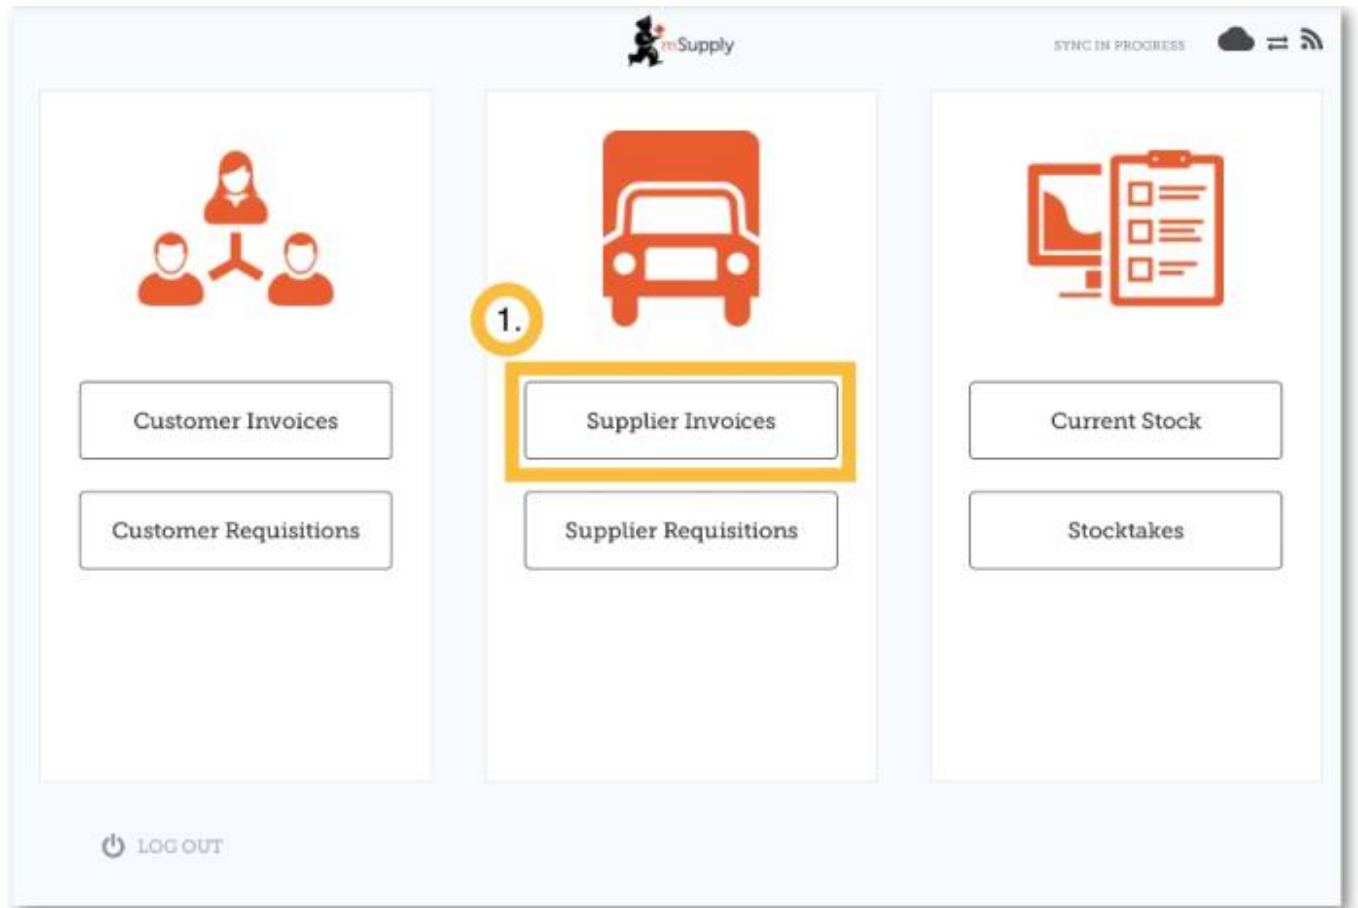 mSupply
SYNC IN PROGRESS
1.
Customer Invoices
Supplier Invoices
Current Stock
Customer Requisitions
Supplier Requisitions
Stocktakes
LOG OUT